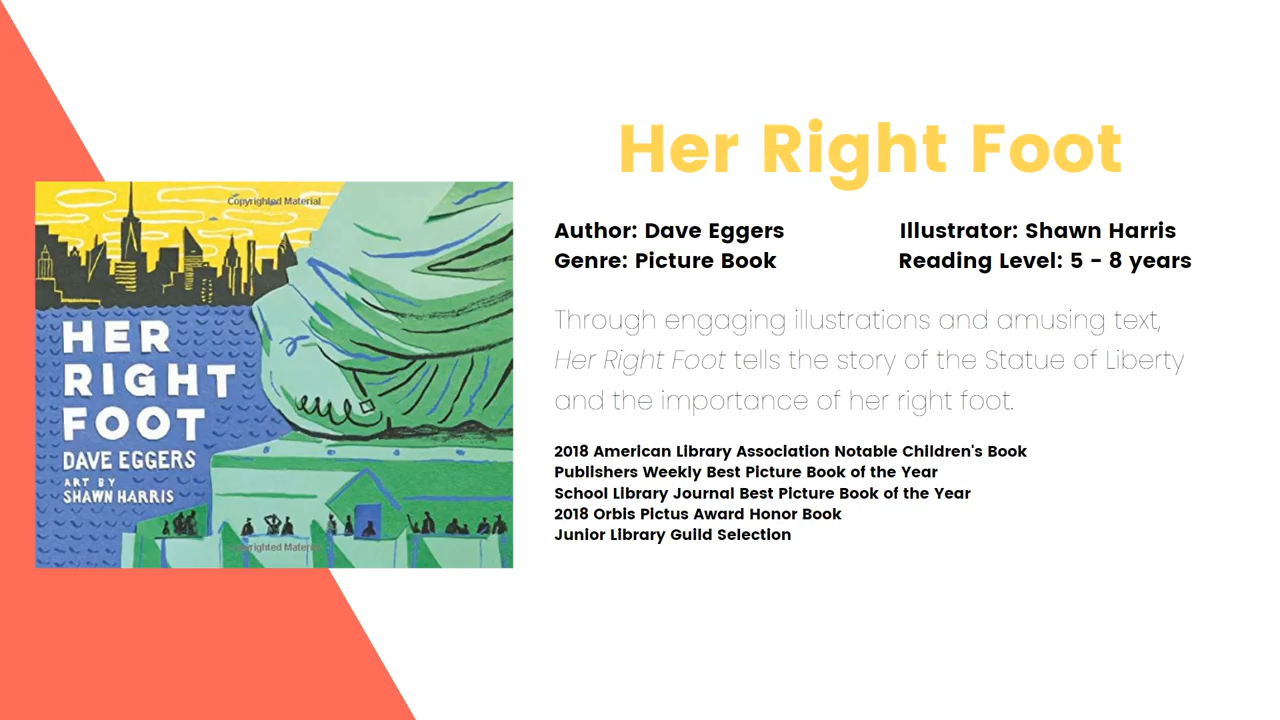 Her Right Foot
Copyrighted Material
HER
RIGHT
FOOT
DAVE EGGERS
ART BY
SHAWN HARRIS
Copyrighted Material
Author: Dave Eggers
Illustrator: Shawn Harris
Genre: Picture Book
Reading Level: 5 - 8 years
Through engaging illustrations and amusing text,
Her Right Foot tells the story of the Statue of Liberty
and the importance of her right foot.
2018 American Library Association Notable Children's Book
Publishers Weekly Best Picture Book of the Year
School Library Journal Best Picture Book of the Year
2018 Orbis Pictus Award Honor Book
Junior Library Guild Selection